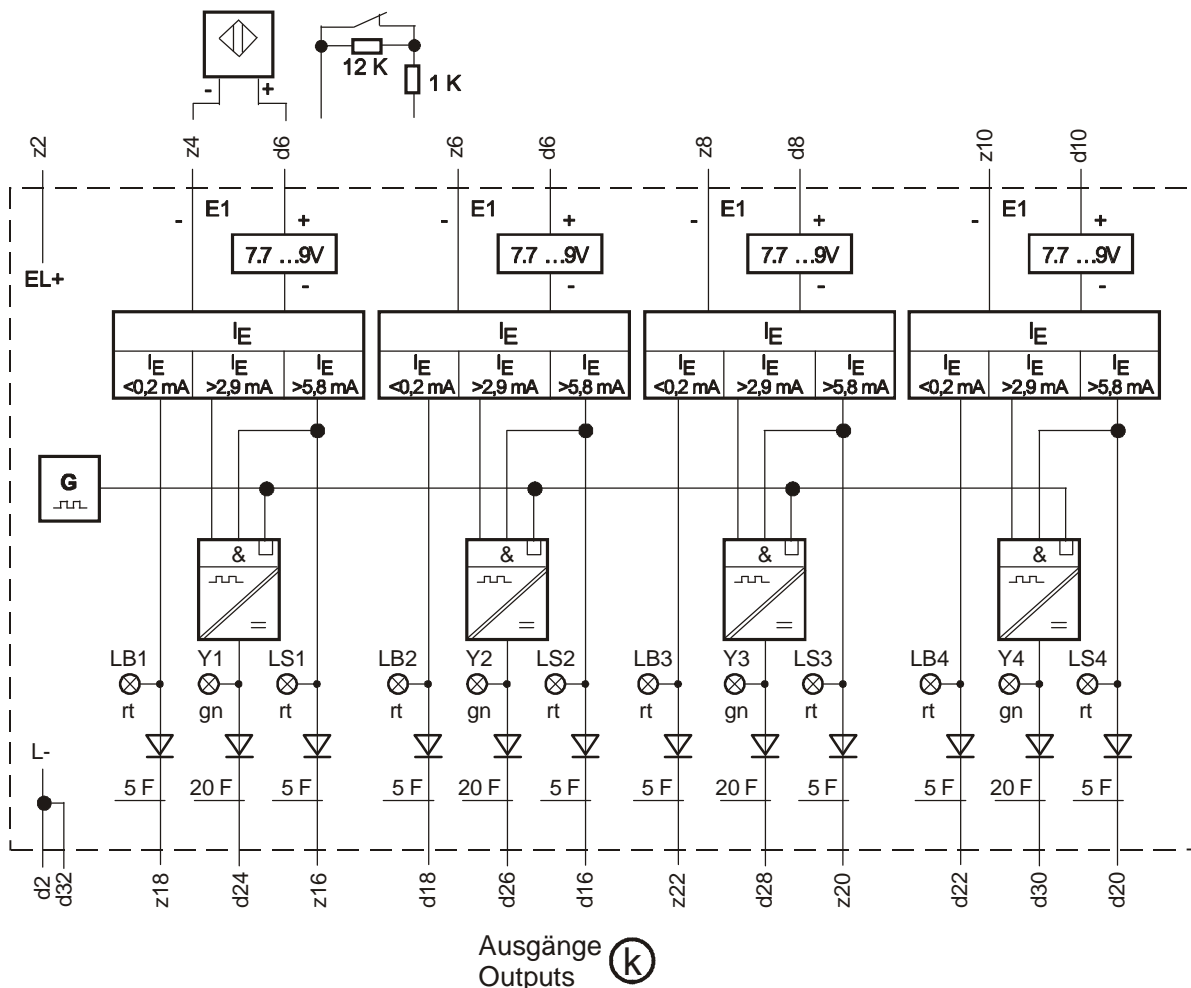 12 K
1 K
- +
z2 z4 d6 z6 d6 z8 d8 z10 d10
- E1 + - E1 + - E1 + - E1 +
7.7 ...9V 7.7 ...9V 7.7 ...9V 7.7 ...9V
EL+ - - - -
IE IE IE IE
IE IE IE IE IE IE IE IE IE IE IE IE
<0,2 mA >2,9 mA >5,8 mA <0,2 mA >2,9 mA >5,8 mA <0,2 mA >2,9 mA >5,8 mA <0,2 mA >2,9 mA >5,8 mA
G
& & & &
= = = =
LB1 Y1 LS1 LB2 Y2 LS2 LB3 Y3 LS3 LB4 Y4 LS4
rt gn rt rt gn rt rt gn rt rt gn rt
L-
5 F 20 F 5 F 5 F 20 F 5 F 5 F 20 F 5 F 5 F 20 F 5 F
d2 d32 z18 d24 z16 d18 d26 d16 z22 d28 z20 d22 d30 d20
Ausgänge k
Outputs